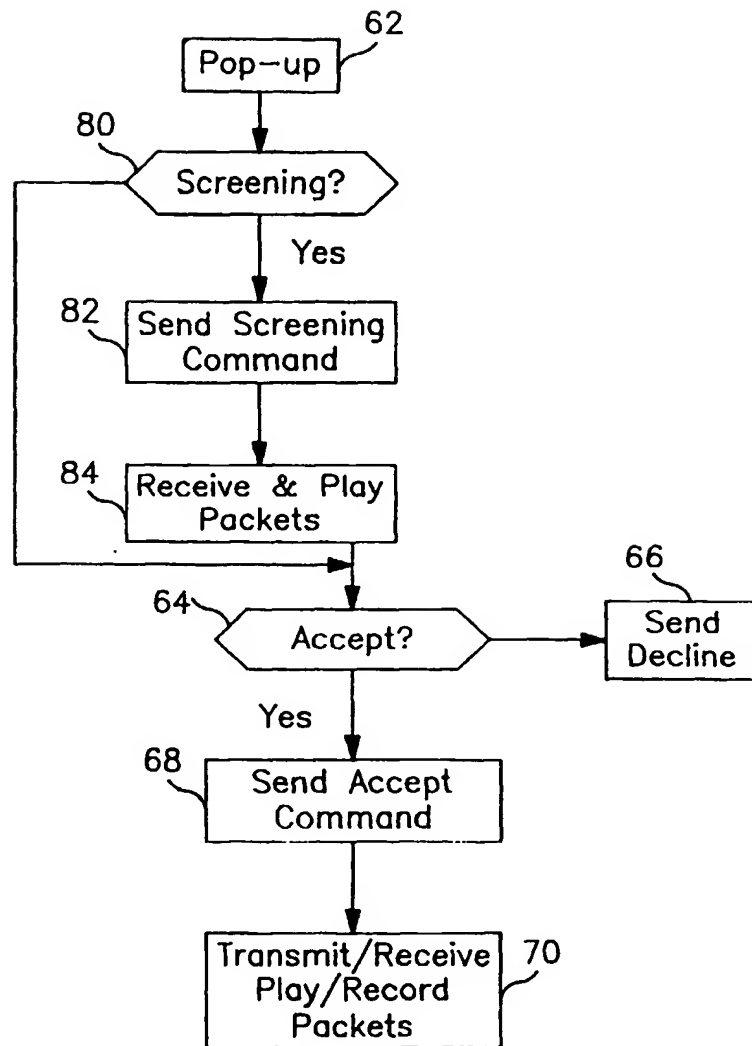 62
Pop-up
80
Screening?
Yes
82
Send Screening
Command
84
Receive & Play
Packets
66
64
Accept?
Send
Decline
Yes
68
Send Accept
Command
Transmit/Receive
Play/Record
Packets
70